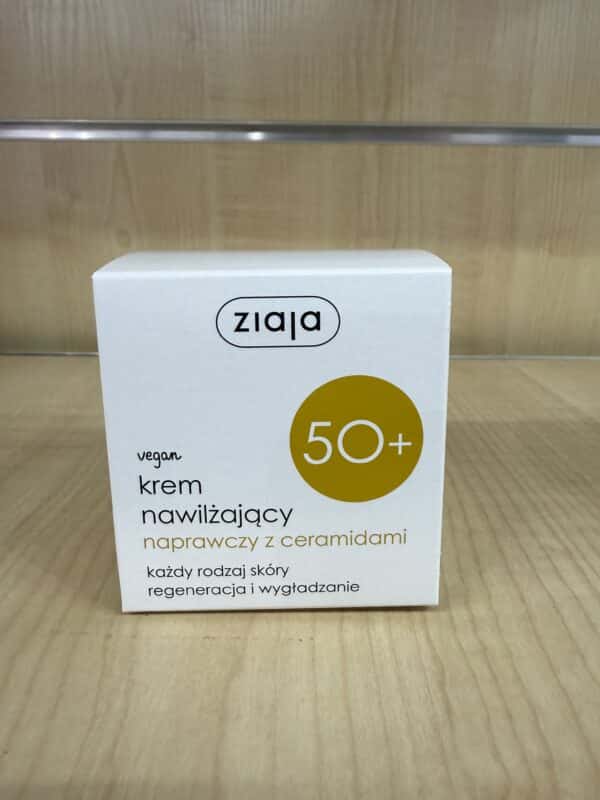 ziaja
50+
vegan
krem
nawilżający
naprawczy z ceramidami
każdy rodzaj skóry
regeneracja i wygładzanie